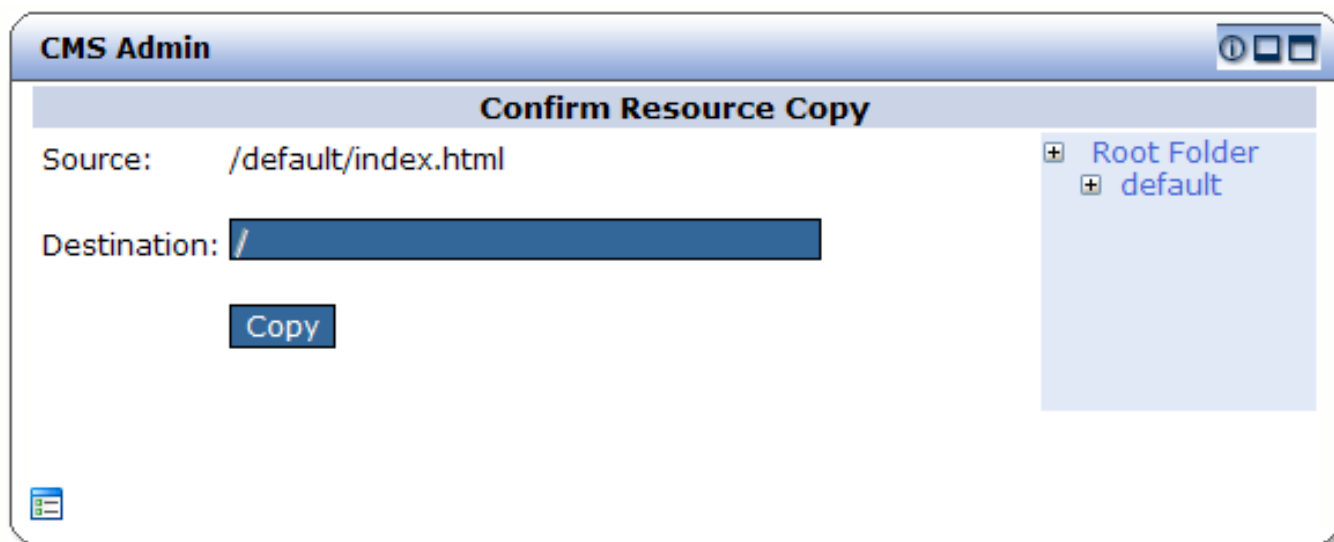 CMS Admin
Confirm Resource Copy
Source: /default/index.html
Root Folder
default
Destination: /
Copy